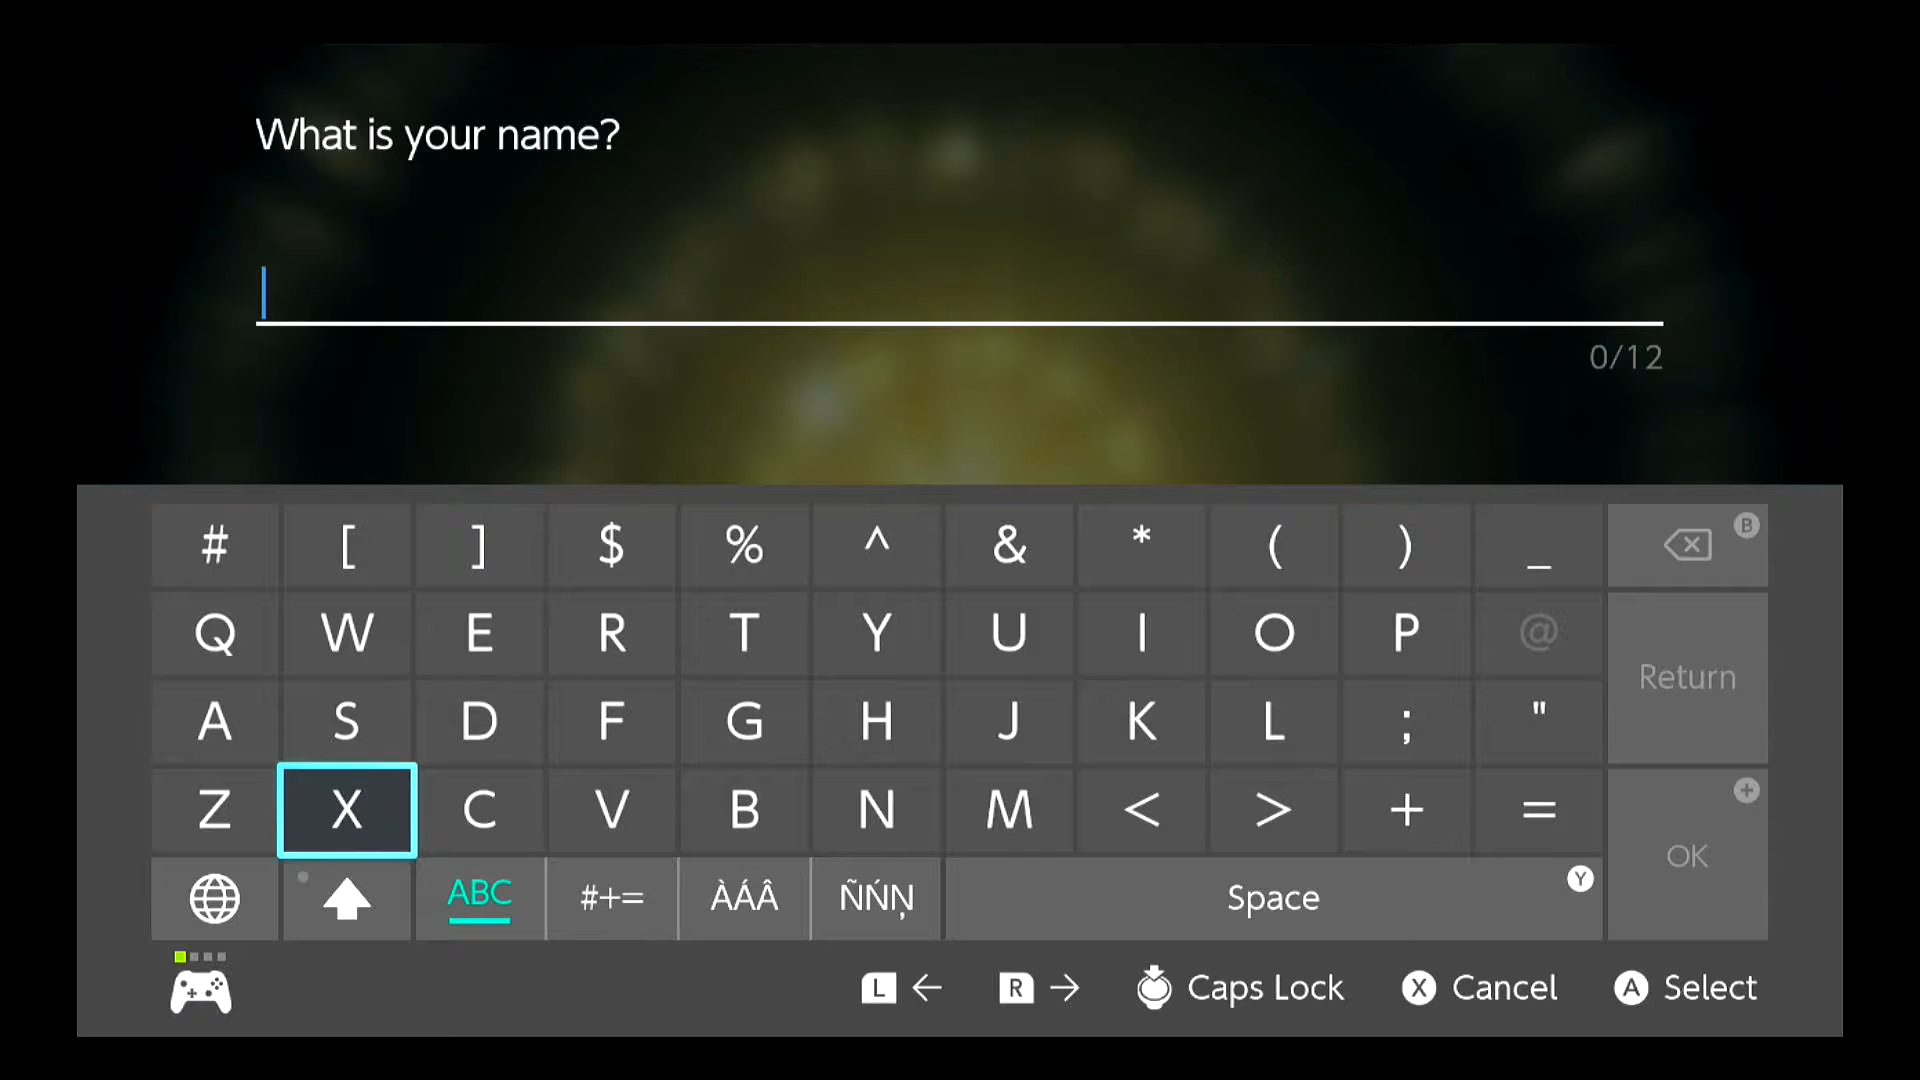 What is your name?
0/12
# [ ] $ % ^ & * ( ) _ B
Q W E R T Y U I O P @ Return
A S D F G H J K L ; "
Z X C V B N M < > + = + OK
ABC #+= ÀÁÂ ÑŃŅ Space Y
L ← R → Caps Lock X Cancel A Select